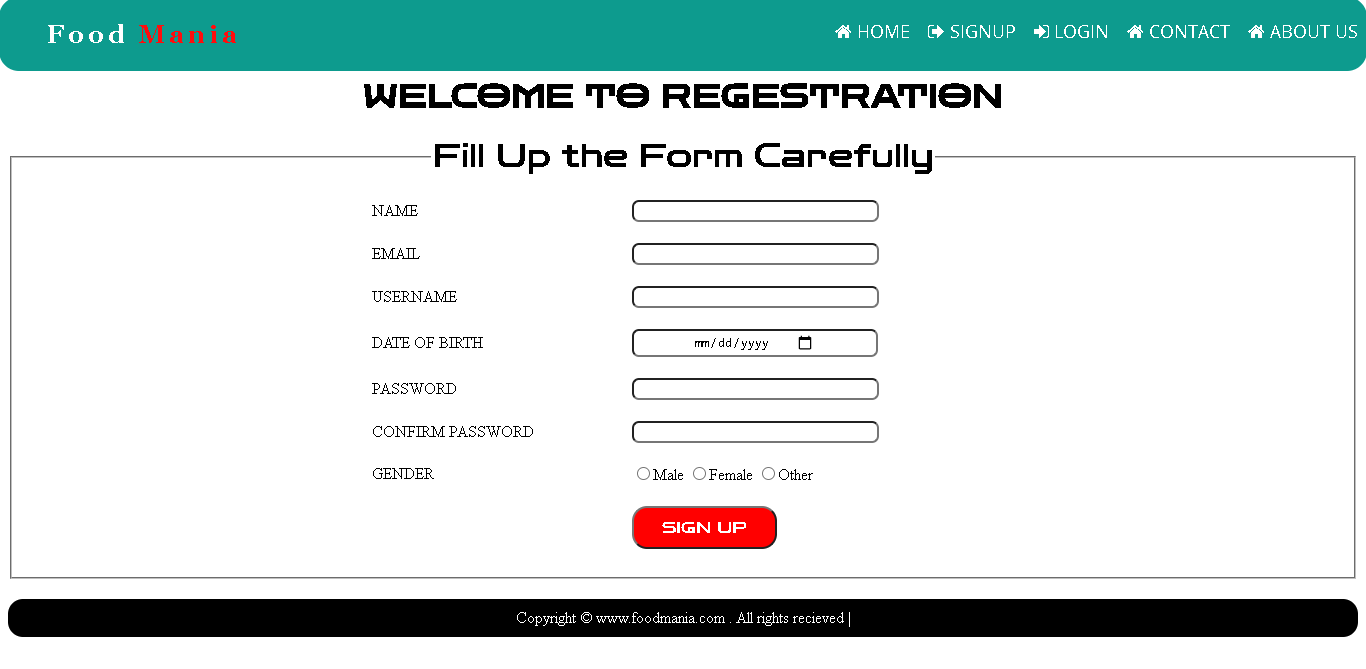 Food Mania
HOME SIGNUP LOGIN CONTACT ABOUT US
WELCOME TO REGESTRATION
Fill Up the Form Carefully
NAME
EMAIL
USERNAME
DATE OF BIRTH mm/dd/yyyy
PASSWORD
CONFIRM PASSWORD
GENDER Male Female Other
SIGN UP
Copyright © www.foodmania.com . All rights recieved |